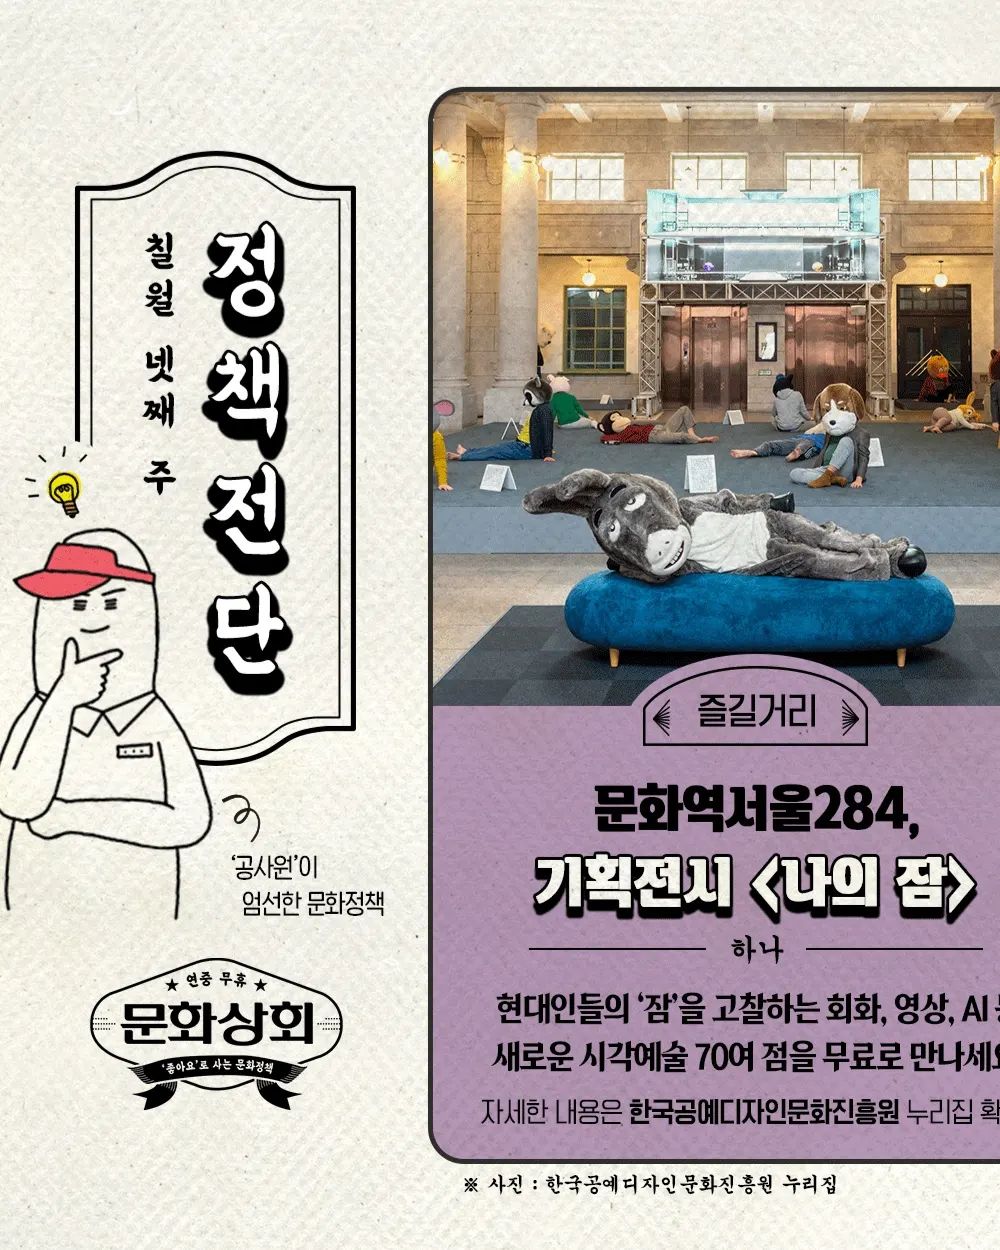 칠월 넷째 주
정책전단
‘공사원’이
엄선한 문화정책
★ 연중 무휴 ★
문화상회
‘좋아요’로 사는 문화정책
즐길거리
문화역서울284,
기획전시 <나의 잠>
하나
현대인들의 ‘잠’을 고찰하는 회화, 영상, AI
새로운 시각예술 70여 점을 무료로 만나세요
자세한 내용은 한국공예디자인문화진흥원 누리집 확
※ 사진 : 한국공예디자인문화진흥원 누리집